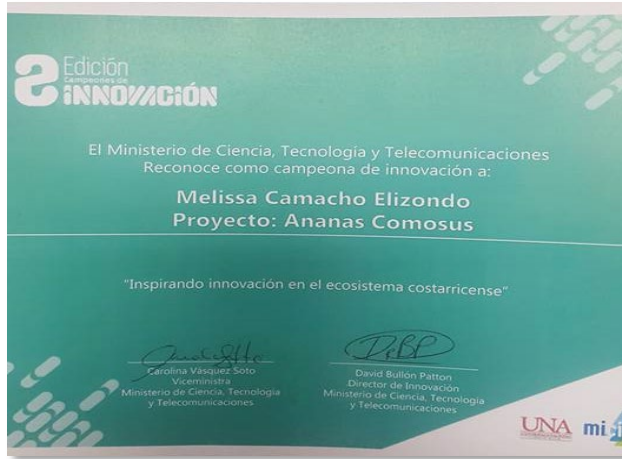 2 Edición
Campeones de
INNOVACIÓN
El Ministerio de Ciencia, Tecnología y Telecomunicaciones
Reconoce como campeona de innovación a:
Melissa Camacho Elizondo
Proyecto: Ananas Comosus
"Inspirando innovación en el ecosistema costarricense"
Carolina Vásquez Soto
Viceministra
Ministerio de Ciencia, Tecnología
y Telecomunicaciones
David Bullón Patton
Director de Innovación
Ministerio de Ciencia, Tecnología
y Telecomunicaciones
UNA